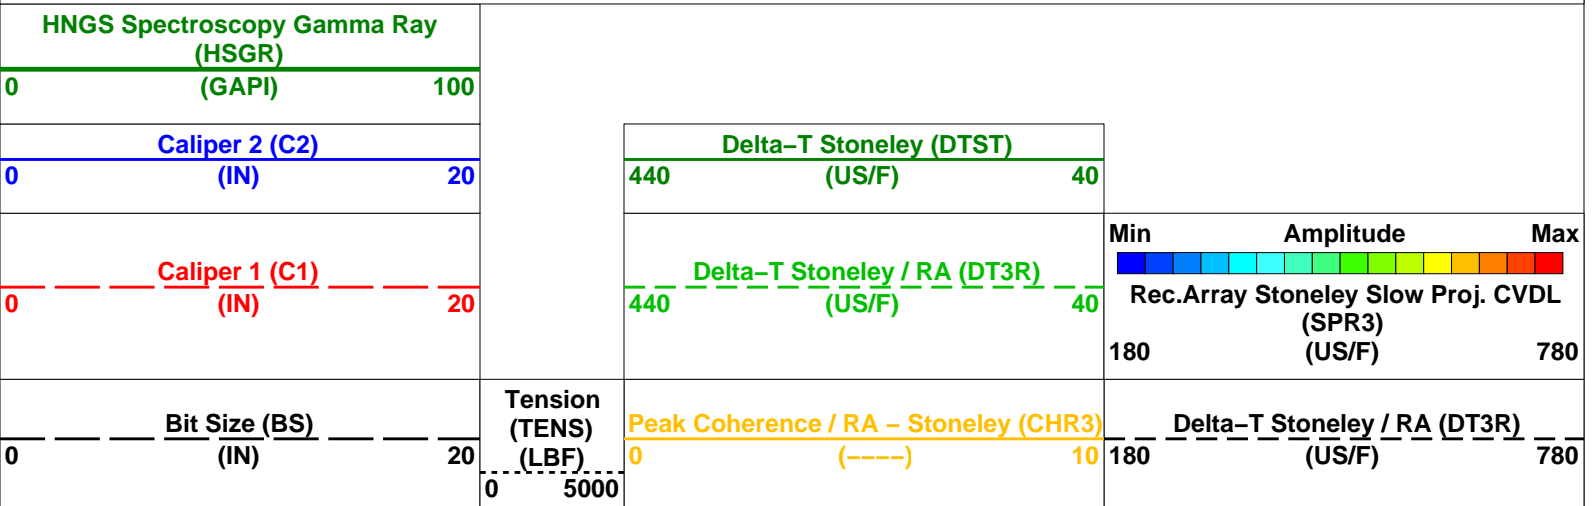 HNGS Spectroscopy Gamma Ray
(HSGR)
0 (GAPI) 100
Caliper 2 (C2)
0 (IN) 20
Caliper 1 (C1)
0 (IN) 20
Bit Size (BS)
0 (IN) 20
Tension
(TENS)
(LBF)
0 5000
Delta−T Stoneley (DTST)
440 (US/F) 40
Delta−T Stoneley / RA (DT3R)
440 (US/F) 40
Peak Coherence / RA − Stoneley (CHR3)
0 (−−−−) 10
Min Amplitude Max
Rec.Array Stoneley Slow Proj. CVDL
(SPR3)
180 (US/F) 780
Delta−T Stoneley / RA (DT3R)
180 (US/F) 780